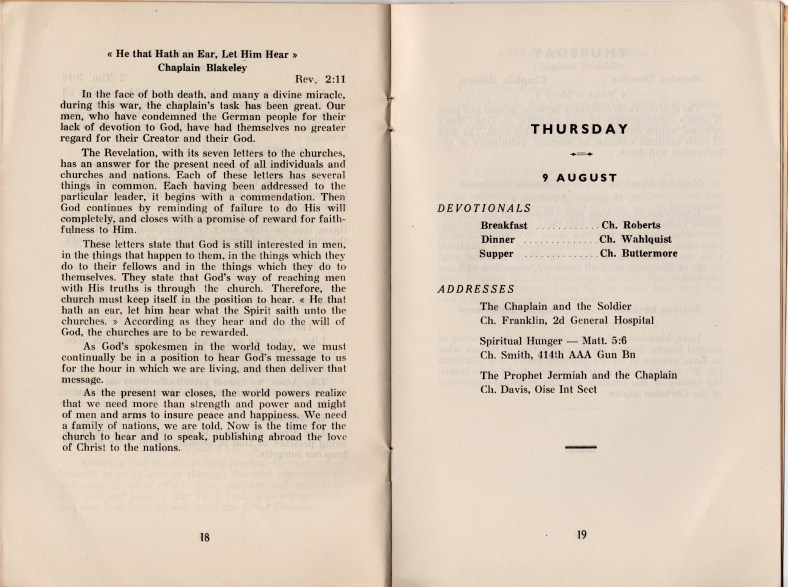 « He that Hath an Ear, Let Him Hear »
Chaplain Blakeley
Rev. 2:11
In the face of both death, and many a divine miracle,
during this war, the chaplain's task has been great. Our
men, who have condemned the German people for their
lack of devotion to God, have had themselves no greater
regard for their Creator and their God.
The Revelation, with its seven letters to the churches,
has an answer for the present need of all individuals and
churches and nations. Each of these letters has several
things in common. Each having been addressed to the
particular leader, it begins with a commendation. Then
God continues by reminding of failure to do His will
completely, and closes with a promise of reward for faith-
fulness to Him.
These letters state that God is still interested in men,
in the things that happen to them, in the things which they
do to their fellows and in the things which they do to
themselves. They state that God's way of reaching men
with His truths is through the church. Therefore, the
church must keep itself in the position to hear. « He that
hath an ear, let him hear what the Spirit saith unto the
churches. » According as they hear and do the will of
God, the churches are to be rewarded.
As God's spokesmen in the world today, we must
continually be in a position to hear God's message to us
for the hour in which we are living, and then deliver that
message.
As the present war closes, the world powers realize
that we need more than strength and power and might
of men and arms to insure peace and happiness. We need
a family of nations, we are told. Now is the time for the
church to hear and to speak, publishing abroad the love
of Christ to the nations.
18
THURSDAY
9 AUGUST
DEVOTIONALS
Breakfast ............ Ch. Roberts
Dinner .............. Ch. Wahlquist
Supper .............. Ch. Buttermore
ADDRESSES
The Chaplain and the Soldier
Ch. Franklin, 2d General Hospital
Spiritual Hunger — Matt. 5:6
Ch. Smith, 414th AAA Gun Bn
The Prophet Jermiah and the Chaplain
Ch. Davis, Oise Int Sect
19